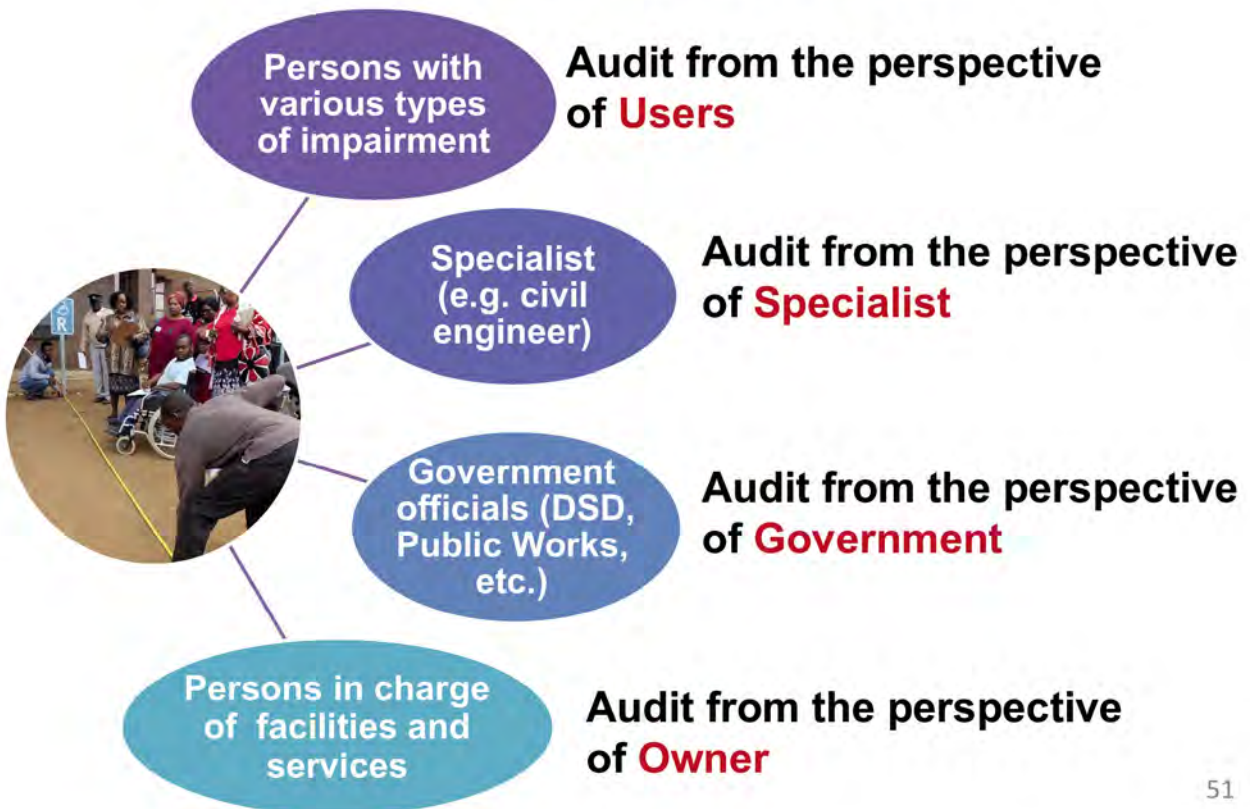 Persons with
various types
of impairment
Audit from the perspective
of Users
Specialist
(e.g. civil
engineer)
Audit from the perspective
of Specialist
R
Government
officials (DSD,
Public Works,
etc.)
Audit from the perspective
of Government
Persons in charge
of facilities and
services
Audit from the perspective
of Owner
51